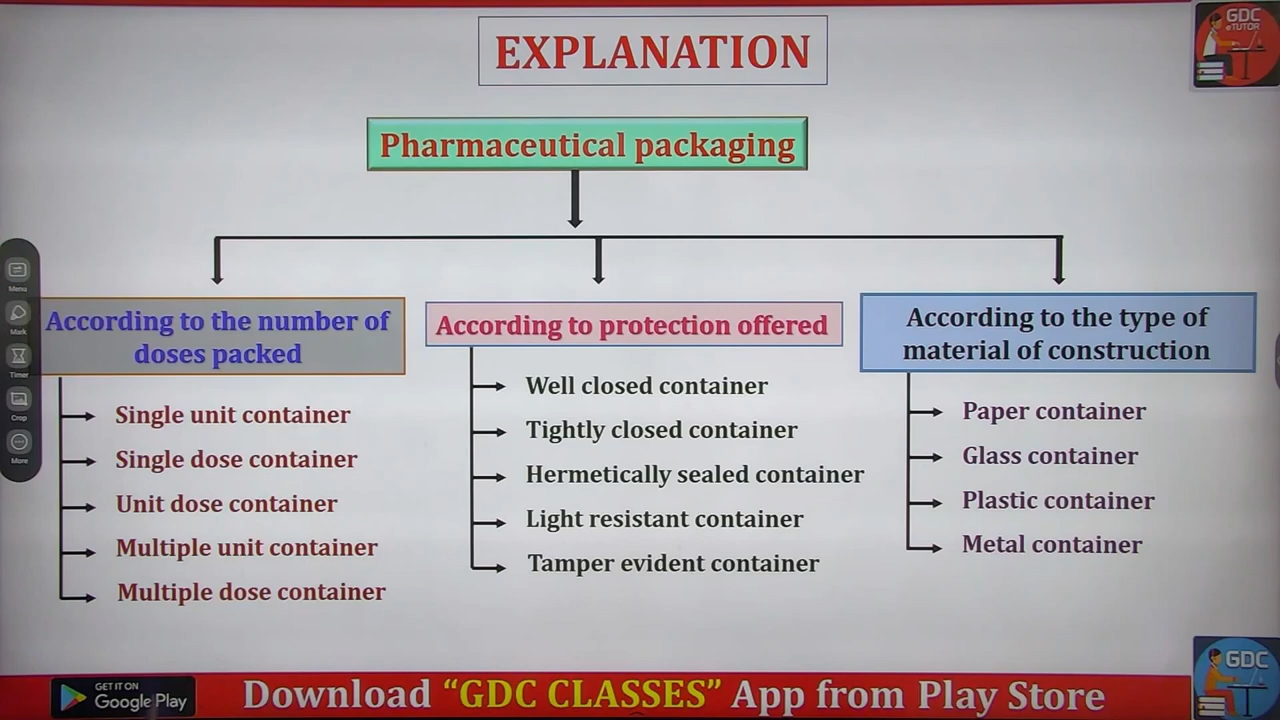 EXPLANATION
GDC
eTUTOR
Pharmaceutical packaging
According to the number of
doses packed
Single unit container
Single dose container
Unit dose container
Multiple unit container
Multiple dose container
According to protection offered
Well closed container
Tightly closed container
Hermetically sealed container
Light resistant container
Tamper evident container
According to the type of
material of construction
Paper container
Glass container
Plastic container
Metal container
Menu
Mark
Timer
Crop
More
GET IT ON
Google Play
Download “GDC CLASSES” App from Play Store
GDC